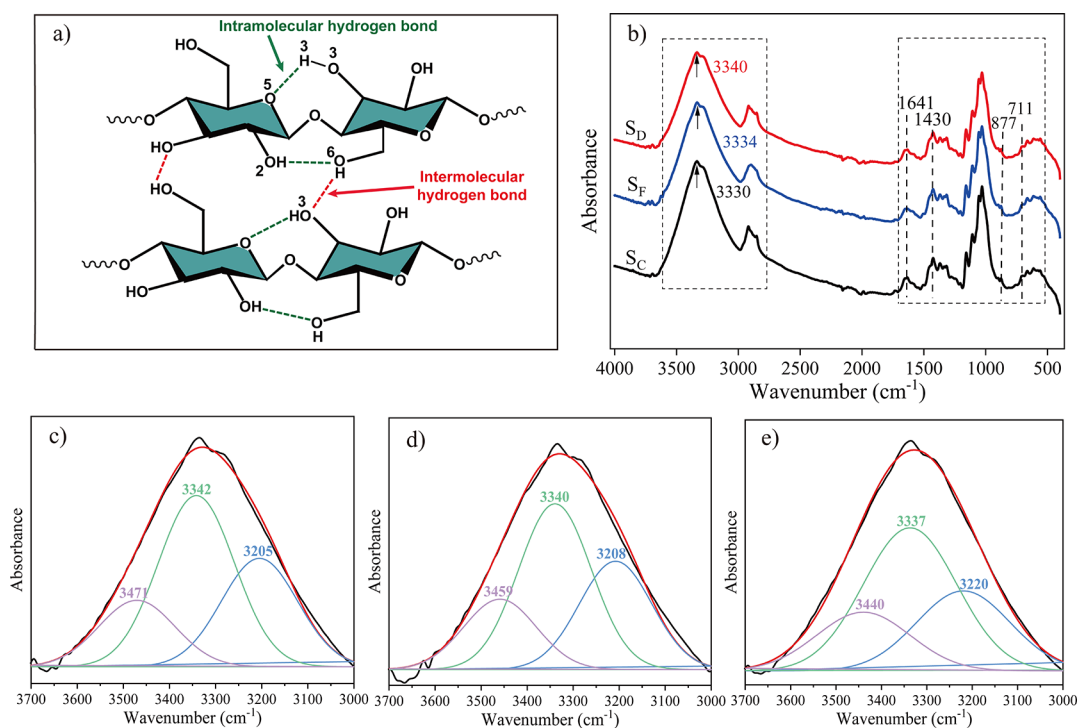 a)
Intramolecular hydrogen bond
3
3
H
O
OH
HO
5
O
O
O
O
O
HO
OH
2
6
O
H
HO
3
HO
Intermolecular
hydrogen bond
OH
O
O
O
O
O
HO
OH
O
H
b)
3340
3334
3330
1641
1430
877
711
S_D
S_F
S_C
Absorbance
4000 3500 3000 2500 2000 1500 1000 500
Wavenumber (cm⁻¹)
c)
3342
3205
3471
Absorbance
3700 3600 3500 3400 3300 3200 3100 3000
Wavenumber (cm⁻¹)
d)
3340
3208
3459
Absorbance
3700 3600 3500 3400 3300 3200 3100 3000
Wavenumber (cm⁻¹)
e)
3337
3220
3440
Absorbance
3700 3600 3500 3400 3300 3200 3100 3000
Wavenumber (cm⁻¹)